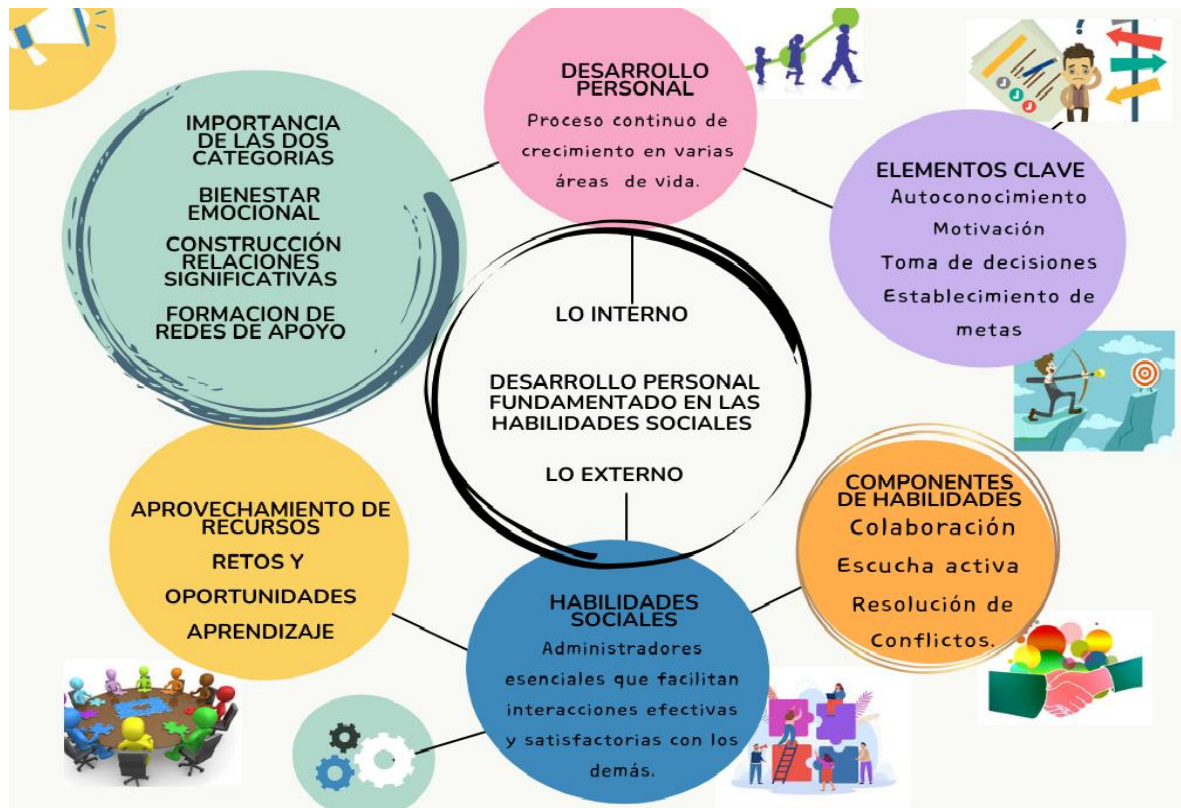 DESARROLLO
PERSONAL
Proceso continuo de
crecimiento en varias
áreas de vida.
IMPORTANCIA
DE LAS DOS
CATEGORIAS
BIENESTAR
EMOCIONAL
CONSTRUCCIÓN
RELACIONES
SIGNIFICATIVAS
FORMACION DE
REDES DE APOYO
?
ELEMENTOS CLAVE
Autoconocimiento
Motivación
Toma de decisiones
Establecimiento de
metas
LO INTERNO
DESARROLLO PERSONAL
FUNDAMENTADO EN LAS
HABILIDADES SOCIALES
LO EXTERNO
APROVECHAMIENTO DE
RECURSOS
RETOS Y
OPORTUNIDADES
APRENDIZAJE
COMPONENTES
DE HABILIDADES
Colaboración
Escucha activa
Resolución de
Conflictos.
HABILIDADES
SOCIALES
Administradores
esenciales que facilitan
interacciones efectivas
y satisfactorias con los
demás.